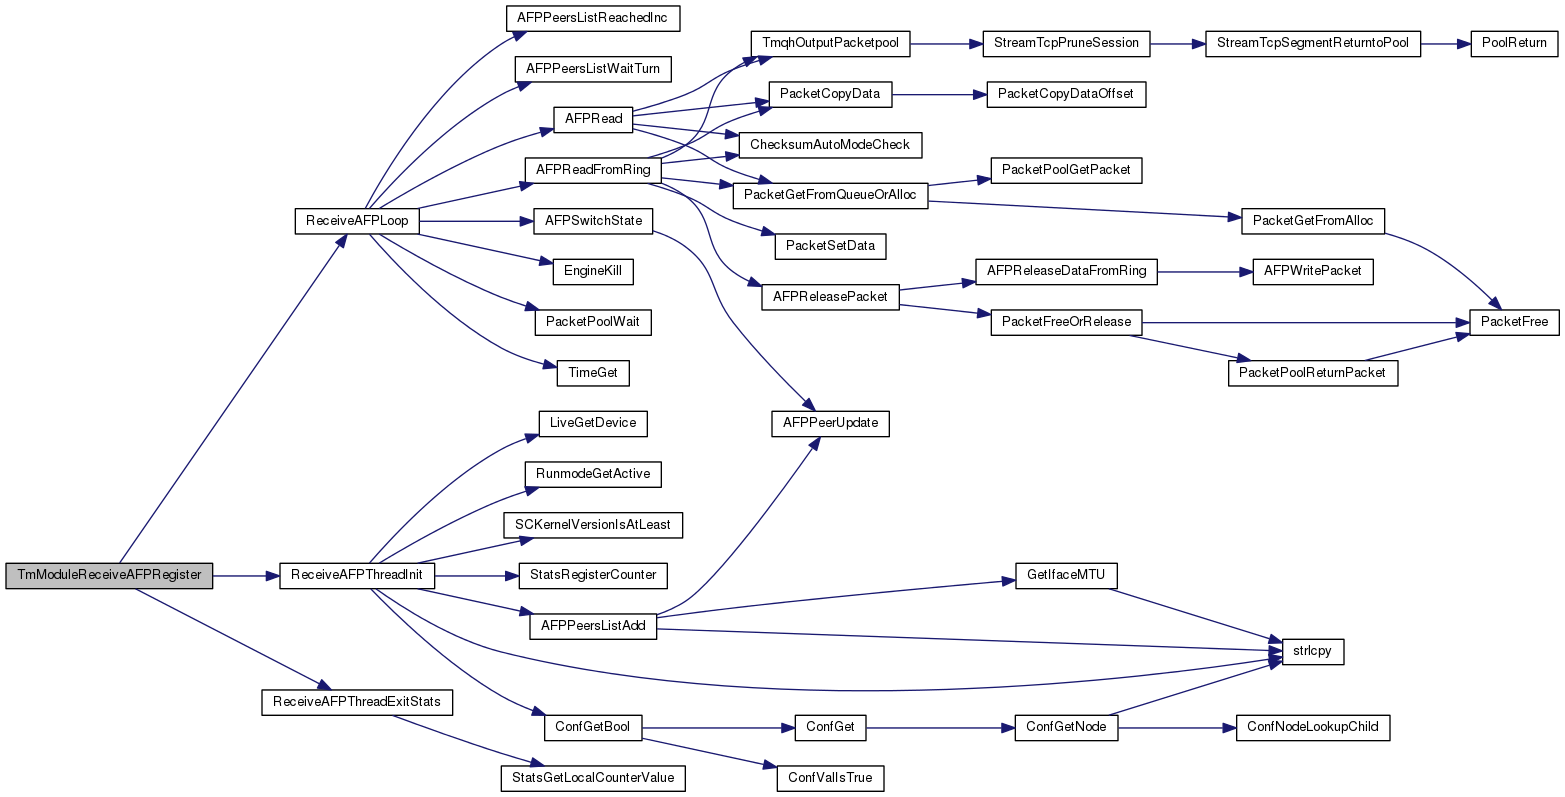 AFPPeersListReachedInc
TmqhOutputPacketpool
StreamTcpPruneSession
StreamTcpSegmentReturntoPool
PoolReturn
AFPPeersListWaitTurn
PacketCopyData
PacketCopyDataOffset
AFPRead
ChecksumAutoModeCheck
AFPReadFromRing
PacketPoolGetPacket
PacketGetFromQueueOrAlloc
ReceiveAFPLoop
AFPSwitchState
PacketGetFromAlloc
PacketSetData
EngineKill
AFPReleaseDataFromRing
AFPWritePacket
AFPReleasePacket
PacketPoolWait
PacketFreeOrRelease
PacketFree
TimeGet
PacketPoolReturnPacket
LiveGetDevice
AFPPeerUpdate
RunmodeGetActive
SCKernelVersionIsAtLeast
TmModuleReceiveAFPRegister
ReceiveAFPThreadInit
StatsRegisterCounter
GetIfaceMTU
AFPPeersListAdd
strlcpy
ReceiveAFPThreadExitStats
ConfGetBool
ConfGet
ConfGetNode
ConfNodeLookupChild
StatsGetLocalCounterValue
ConfValIsTrue